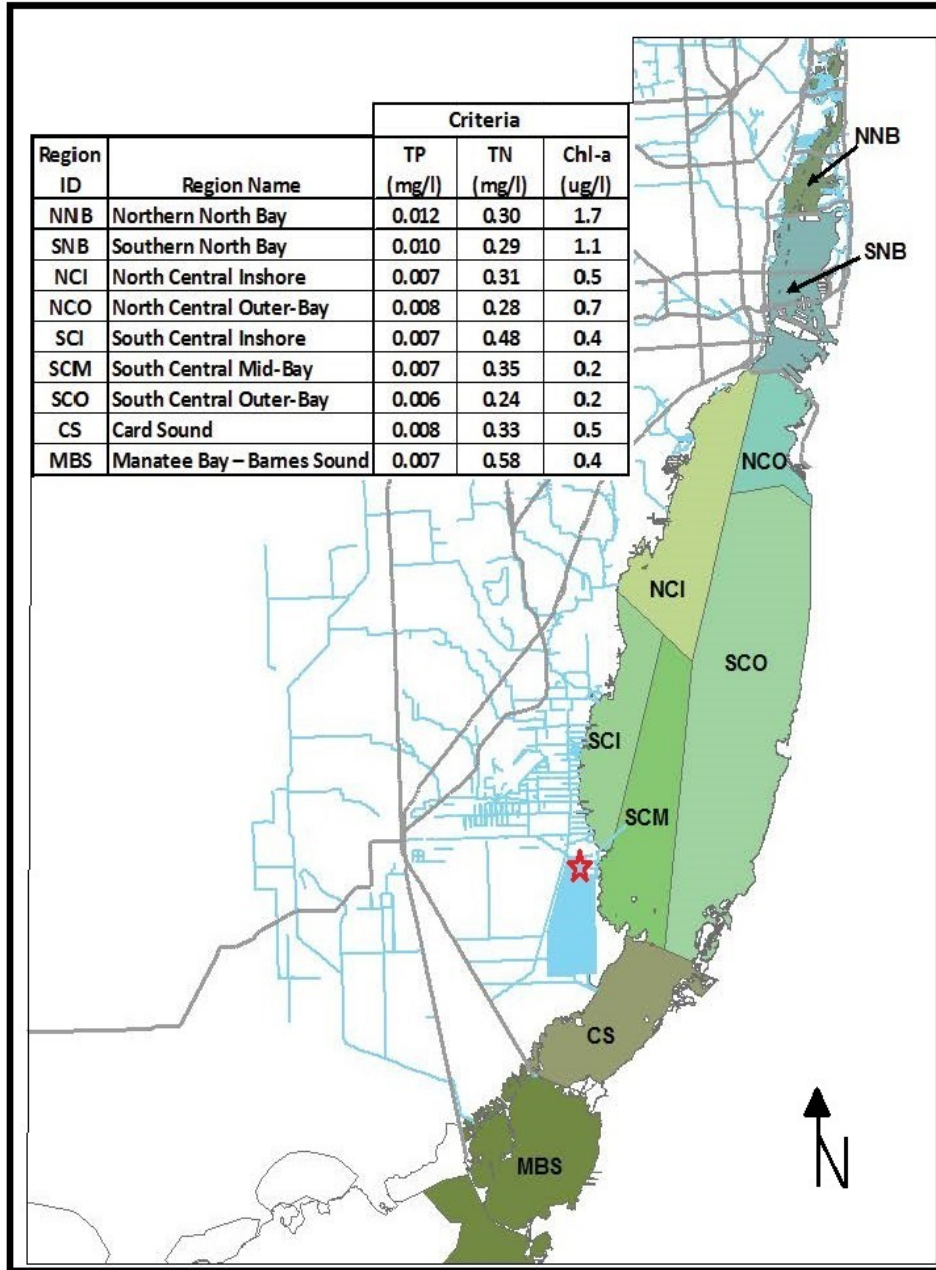 Criteria
Region ID Region Name TP (mg/l) TN (mg/l) Chl-a (ug/l)
NNB Northern North Bay 0.012 0.30 1.7
SNB Southern North Bay 0.010 0.29 1.1
NCI North Central Inshore 0.007 0.31 0.5
NCO North Central Outer-Bay 0.008 0.28 0.7
SCI South Central Inshore 0.007 0.48 0.4
SCM South Central Mid-Bay 0.007 0.35 0.2
SCO South Central Outer-Bay 0.006 0.24 0.2
CS Card Sound 0.008 0.33 0.5
MBS Manatee Bay – Barnes Sound 0.007 0.58 0.4
NNB
SNB
NCO
NCI
SCO
SCI
SCM
CS
MBS
N